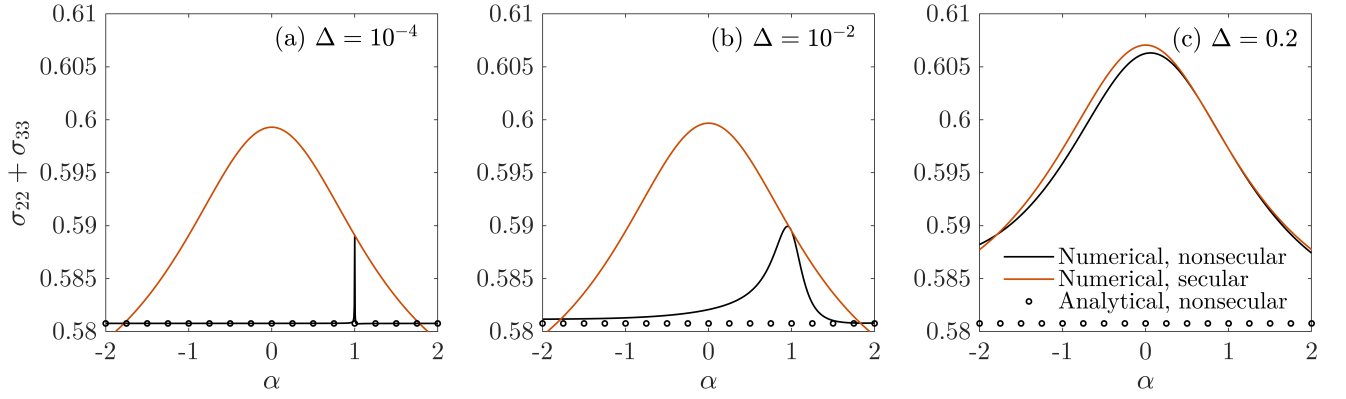 (a) Δ = 10⁻⁴
0.61
0.605
0.6
0.595
0.59
0.585
0.58
-2 -1 0 1 2
α
σ₂₂ + σ₃₃
(b) Δ = 10⁻²
0.61
0.605
0.6
0.595
0.59
0.585
0.58
-2 -1 0 1 2
α
(c) Δ = 0.2
0.61
0.605
0.6
0.595
0.59
0.585
0.58
-2 -1 0 1 2
α
Numerical, nonsecular
Numerical, secular
Analytical, nonsecular